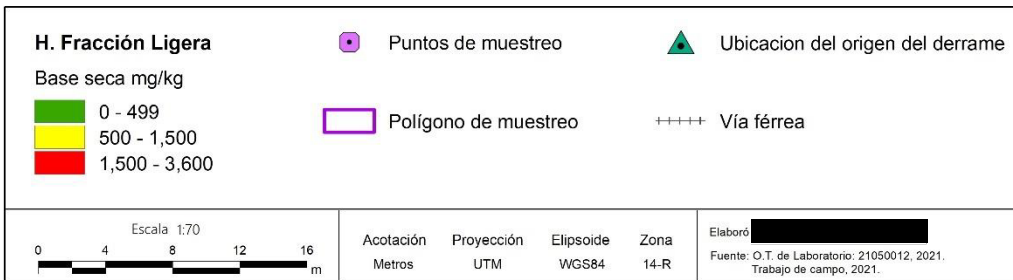 H. Fracción Ligera
Base seca mg/kg
0 - 499
500 - 1,500
1,500 - 3,600
Puntos de muestreo
Polígono de muestreo
Ubicacion del origen del derrame
Vía férrea
Escala 1:70
0 4 8 12 16
m
Acotación Proyección Elipsoide Zona
Metros UTM WGS84 14-R
Elaboró
Fuente: O.T. de Laboratorio: 21050012, 2021.
Trabajo de campo, 2021.